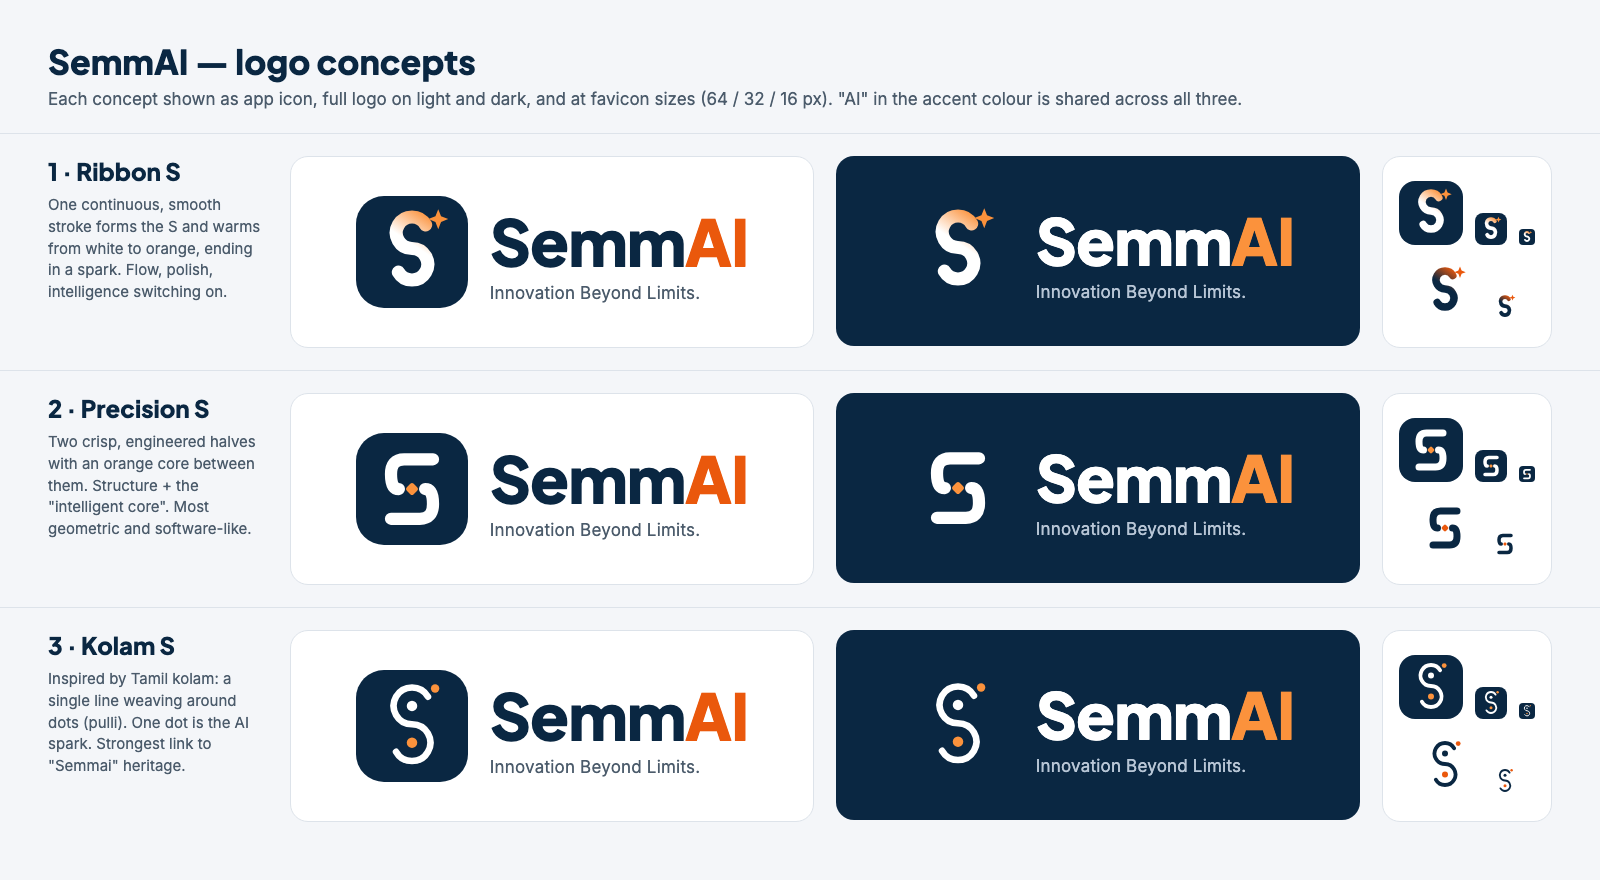 SemmAI — logo concepts
Each concept shown as app icon, full logo on light and dark, and at favicon sizes (64 / 32 / 16 px). "AI" in the accent colour is shared across all three.
1 · Ribbon S
One continuous, smooth
stroke forms the S and warms
from white to orange, ending
in a spark. Flow, polish,
intelligence switching on.
S
SemmAI
Innovation Beyond Limits.
S
SemmAI
Innovation Beyond Limits.
S
S
S
S
S
2 · Precision S
Two crisp, engineered halves
with an orange core between
them. Structure + the
"intelligent core". Most
geometric and software-like.
S
SemmAI
Innovation Beyond Limits.
S
SemmAI
Innovation Beyond Limits.
S
S
S
S
S
3 · Kolam S
Inspired by Tamil kolam: a
single line weaving around
dots (pulli). One dot is the AI
spark. Strongest link to
"Semmai" heritage.
S
SemmAI
Innovation Beyond Limits.
S
SemmAI
Innovation Beyond Limits.
S
S
S
S
S